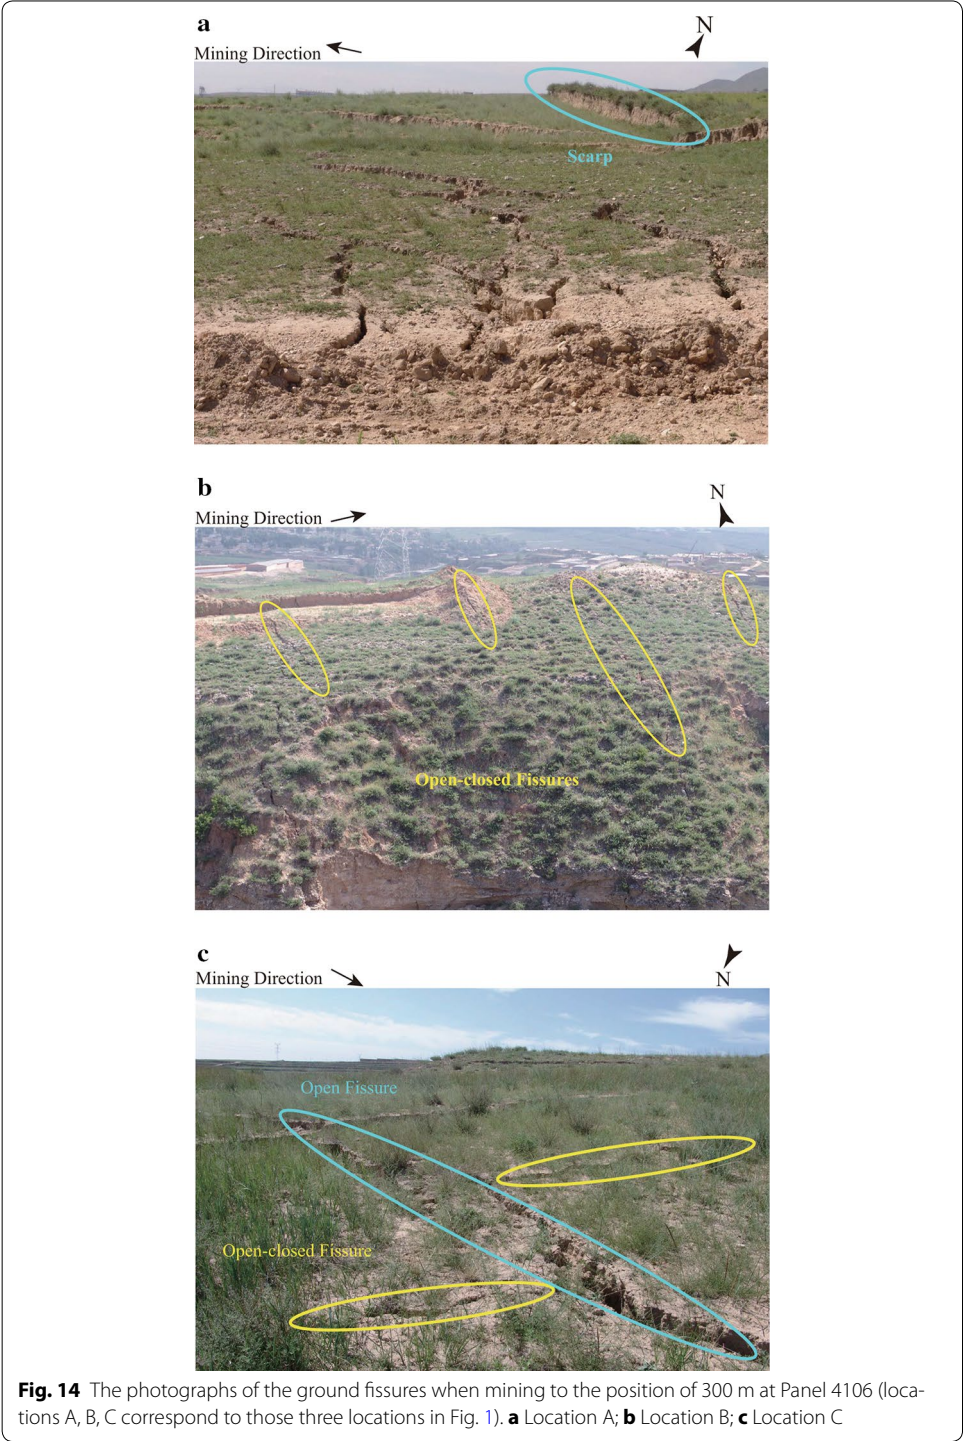 a
N
Mining Direction
Scarp
b
N
Mining Direction
Open-closed Fissures
c
Mining Direction
N
Open Fissure
Open-closed Fissure
Fig. 14 The photographs of the ground fissures when mining to the position of 300 m at Panel 4106 (loca-
tions A, B, C correspond to those three locations in Fig. 1). a Location A; b Location B; c Location C